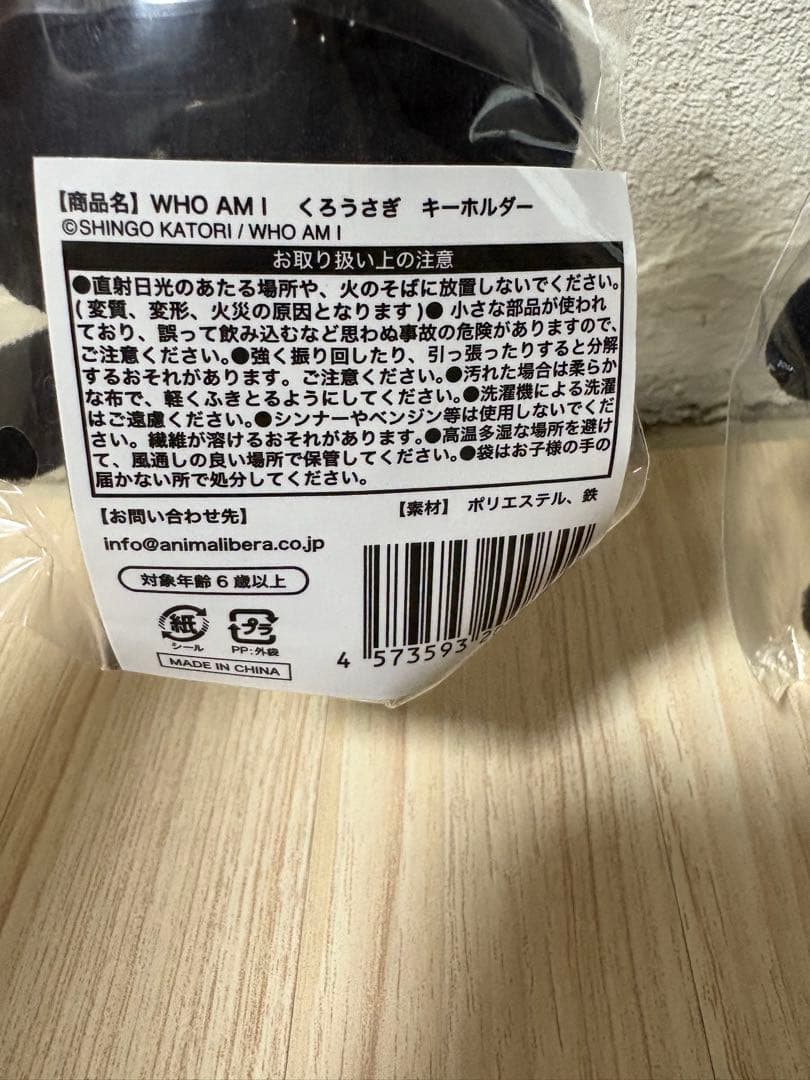 【商品名】WHO AM I くろうさぎ キーホルダー
©SHINGO KATORI / WHO AM I
お取り扱い上の注意
●直射日光のあたる場所や、火のそばに放置しないでください。
(変質、変形、火災の原因となります)● 小さな部品が使われ
ており、誤って飲み込むなど思わぬ事故の危険がありますので、
ご注意ください。●強く振り回したり、引っ張ったりすると分解
するおそれがあります。ご注意ください。●汚れた場合は柔らか
な布で、軽くふきとるようにしてください。●洗濯機による洗濯
はご遠慮ください。●シンナーやベンジン等は使用しないでくだ
さい。繊維が溶けるおそれがあります。●高温多湿な場所を避け
て、風通しの良い場所で保管してください。●袋はお子様の手の
届かない所で処分してください。
【お問い合わせ先】
【素材】 ポリエステル、鉄
info@animalibera.co.jp
対象年齢 6 歳以上
紙
シール
プラ
PP:外袋
MADE IN CHINA
4 573593